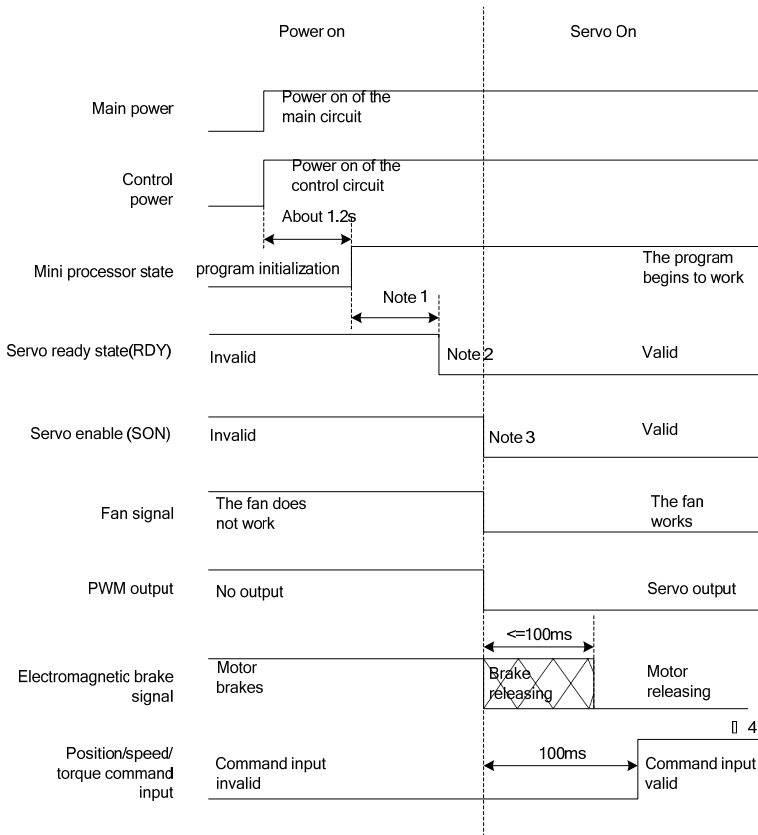 Power on
Servo On
Main power
Power on of the
main circuit
Control
power
Power on of the
control circuit
About 1.2s
Mini processor state
program initialization
The program
begins to work
Note 1
Servo ready state(RDY)
Invalid
Note 2
Valid
Servo enable (SON)
Invalid
Note 3
Valid
Fan signal
The fan does
not work
The fan
works
PWM output
No output
Servo output
<=100ms
Electromagnetic brake
signal
Motor
brakes
Brake
releasing
Motor
releasing
4
Position/speed/
torque command
input
Command input
invalid
100ms
Command input
valid